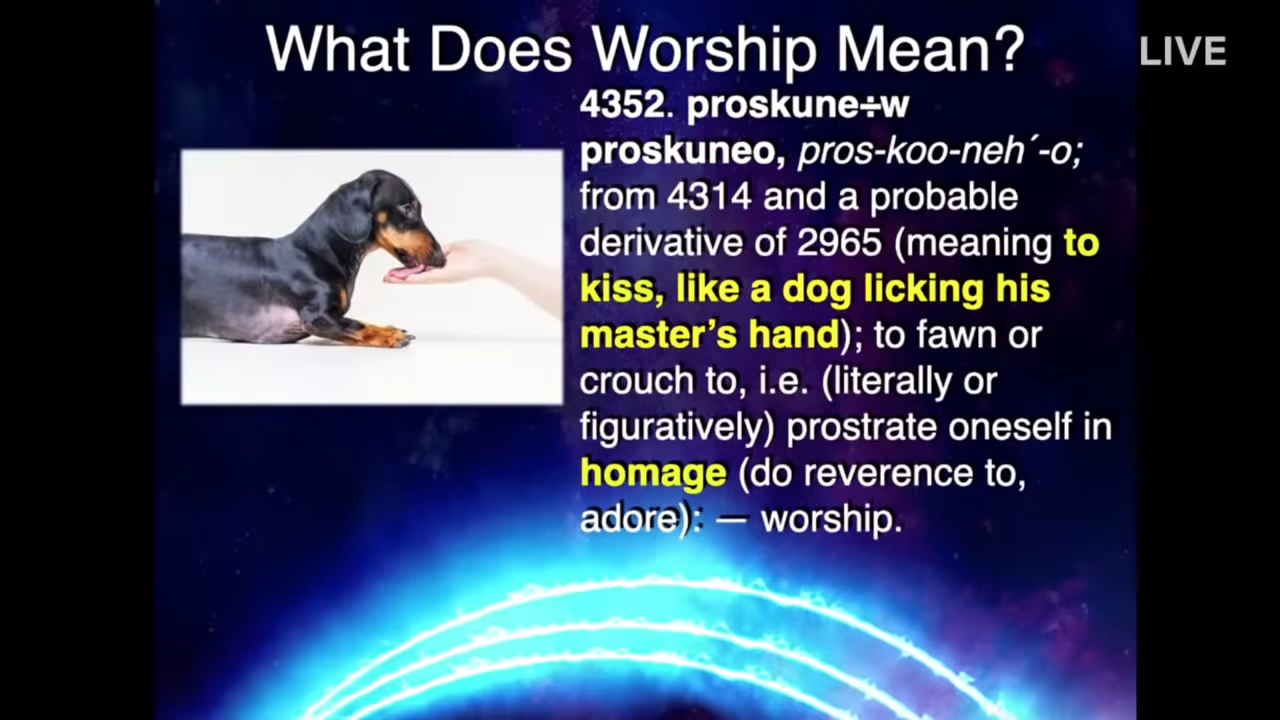 What Does Worship Mean?
LIVE
4352. proskune÷w
proskuneo, pros-koo-neh´-o;
from 4314 and a probable
derivative of 2965 (meaning to
kiss, like a dog licking his
master’s hand); to fawn or
crouch to, i.e. (literally or
figuratively) prostrate oneself in
homage (do reverence to,
adore): — worship.